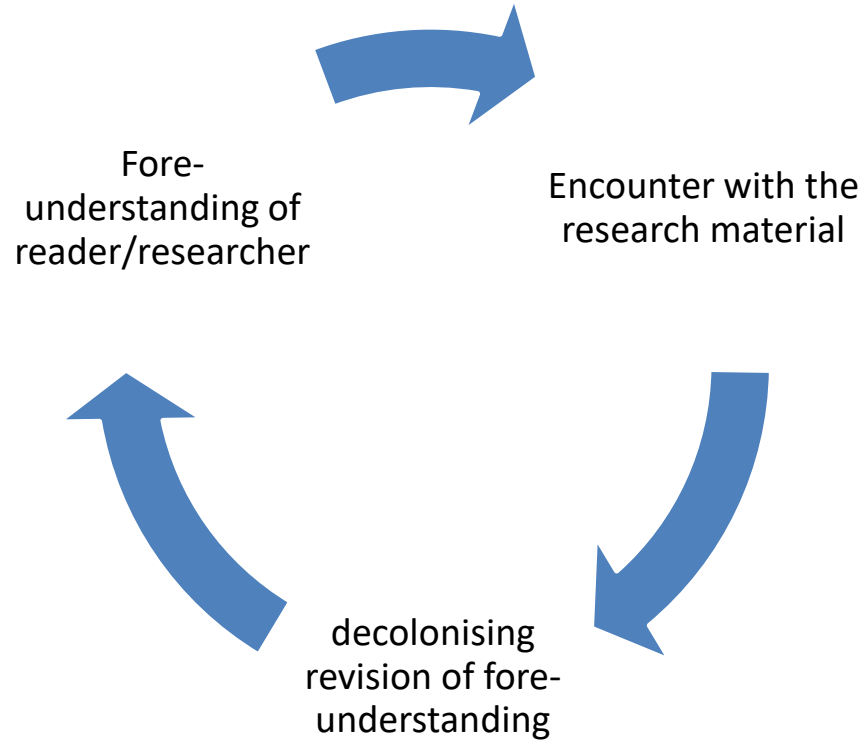 Fore-
understanding of
reader/researcher
Encounter with the
research material
decolonising
revision of fore-
understanding